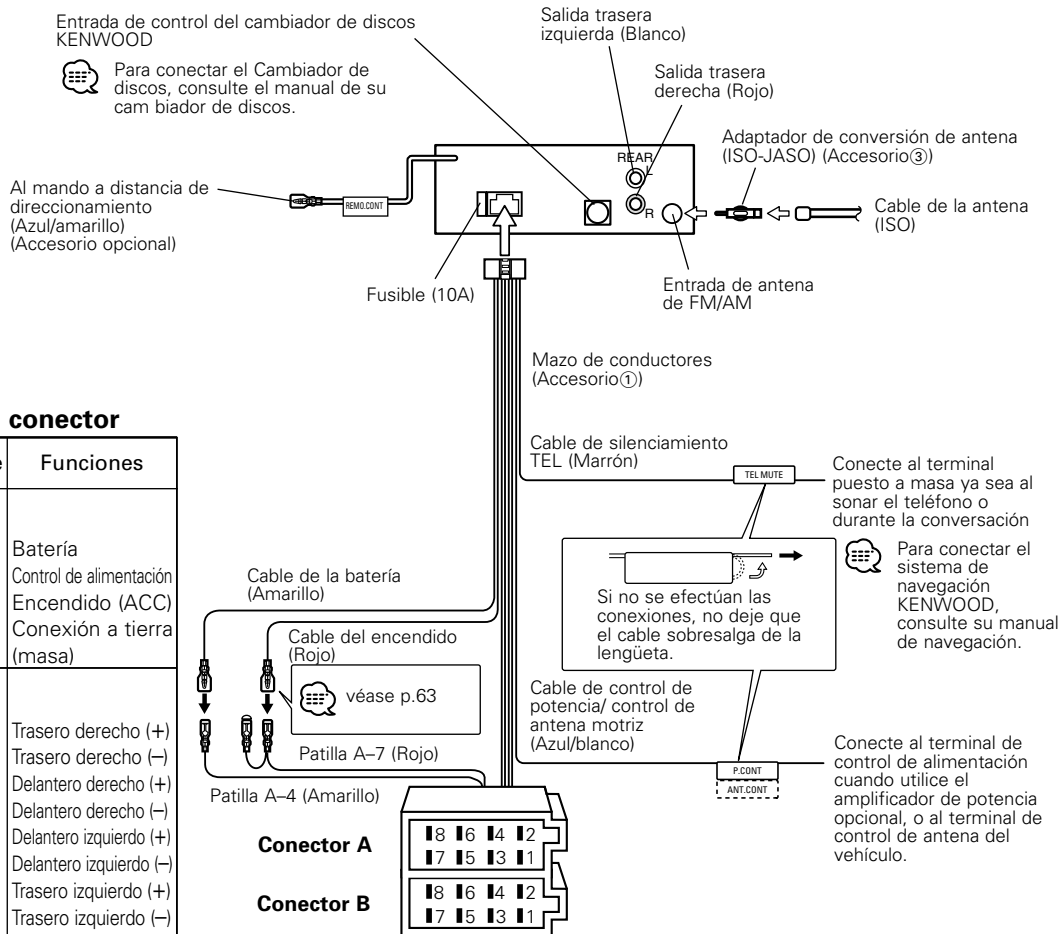 Entrada de control del cambiador de discos
KENWOOD
Para conectar el Cambiador de
discos, consulte el manual de su
cam biador de discos.
Salida trasera
izquierda (Blanco)
Salida trasera
derecha (Rojo)
Adaptador de conversión de antena
(ISO-JASO) (Accesorio③)
REAR
L
R
Al mando a distancia de
direccionamiento
(Azul/amarillo)
(Accesorio opcional)
REMO.CONT
Cable de la antena
(ISO)
Fusible (10A)
Entrada de antena
de FM/AM
Mazo de conductores
(Accesorio①)
conector
e
Funciones
Batería
Control de alimentación
Encendido (ACC)
Conexión a tierra
(masa)
Trasero derecho (+)
Trasero derecho (–)
Delantero derecho (+)
Delantero derecho (–)
Delantero izquierdo (+)
Delantero izquierdo (–)
Trasero izquierdo (+)
Trasero izquierdo (–)
Cable de silenciamiento
TEL (Marrón)
TEL MUTE
Conecte al terminal
puesto a masa ya sea al
sonar el teléfono o
durante la conversación
Para conectar el
sistema de
navegación
KENWOOD,
consulte su manual
de navegación.
Si no se efectúan las
conexiones, no deje que
el cable sobresalga de la
lengüeta.
Cable de la batería
(Amarillo)
Cable del encendido
(Rojo)
véase p.63
Patilla A–7 (Rojo)
Patilla A–4 (Amarillo)
Cable de control de
potencia/ control de
antena motriz
(Azul/blanco)
P.CONT
ANT.CONT
Conecte al terminal de
control de alimentación
cuando utilice el
amplificador de potencia
opcional, o al terminal de
control de antena del
vehículo.
Conector A
8 6 4 2
7 5 3 1
Conector B
8 6 4 2
7 5 3 1